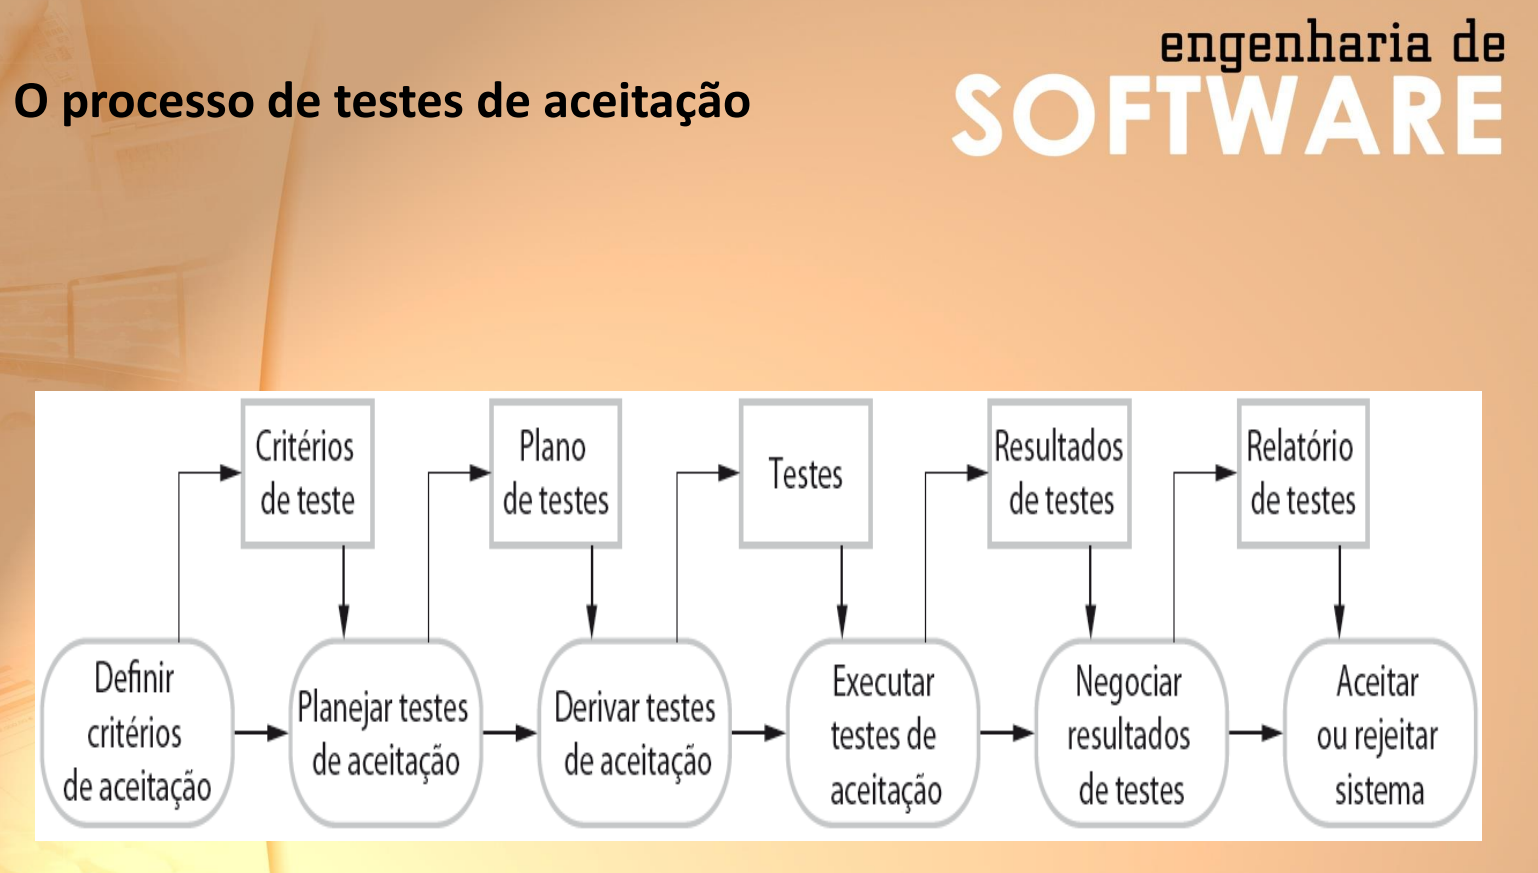 engenharia de
SOFTWARE
O processo de testes de aceitação
Critérios
de teste
Plano
de testes
Testes
Resultados
de testes
Relatório
de testes
Definir
critérios
de aceitação
Planejar testes
de aceitação
Derivar testes
de aceitação
Executar
testes de
aceitação
Negociar
resultados
de testes
Aceitar
ou rejeitar
sistema